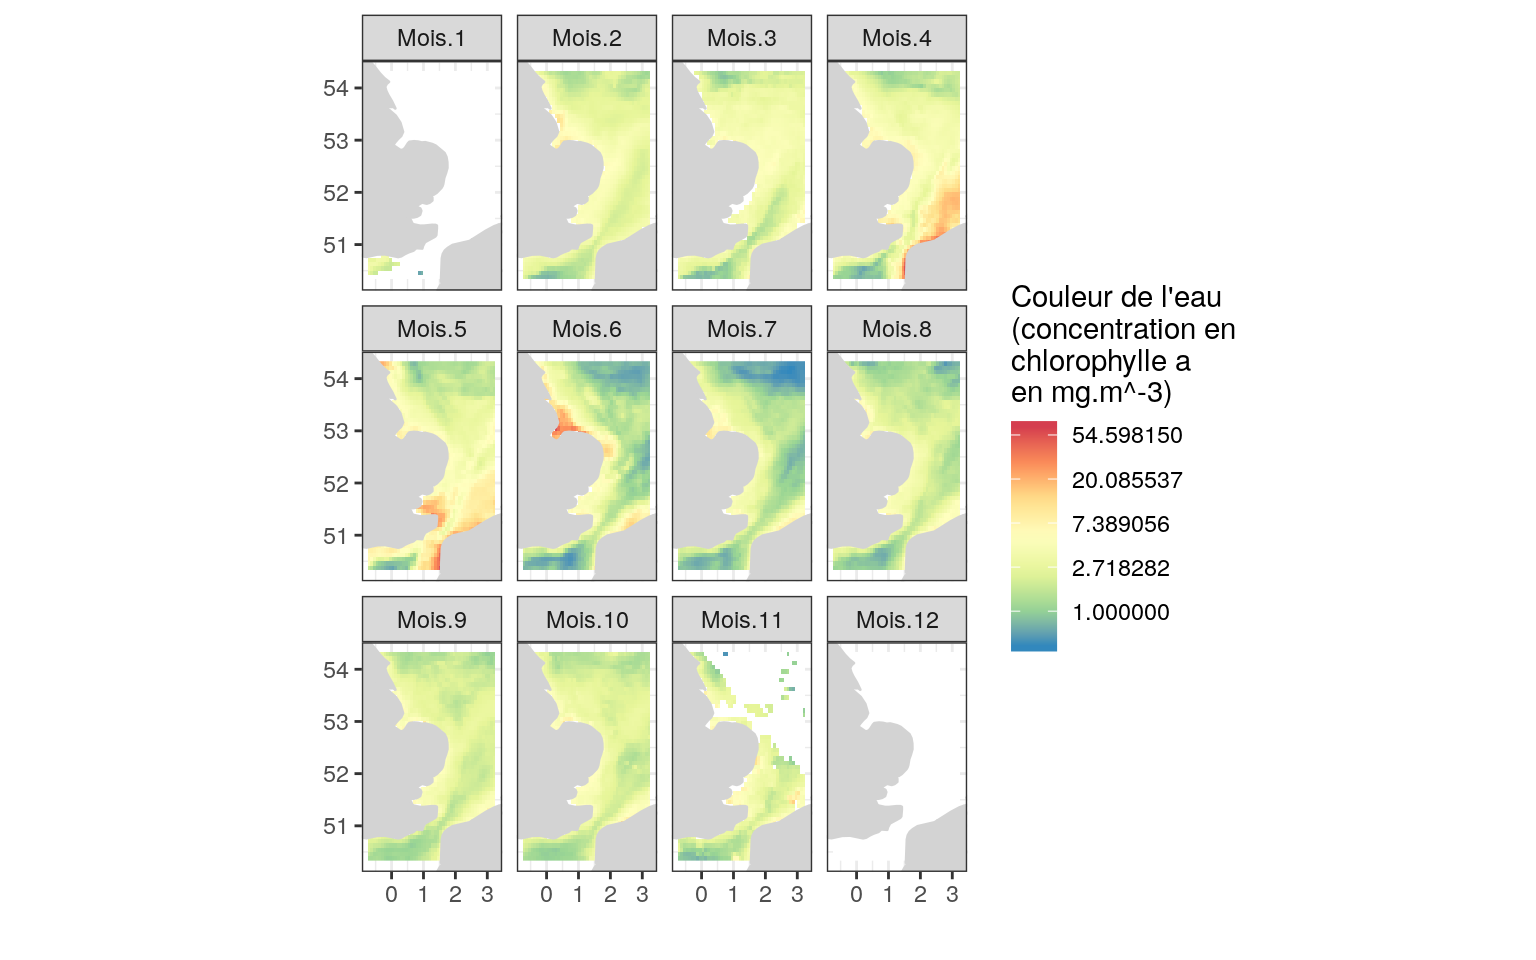 Mois.1 Mois.2 Mois.3 Mois.4
54
53
52
51
Mois.5 Mois.6 Mois.7 Mois.8
54
53
52
51
Mois.9 Mois.10 Mois.11 Mois.12
54
53
52
51
0 1 2 3 0 1 2 3 0 1 2 3 0 1 2 3
Couleur de l'eau
(concentration en
chlorophylle a
en mg.m^-3)
54.598150
20.085537
7.389056
2.718282
1.000000